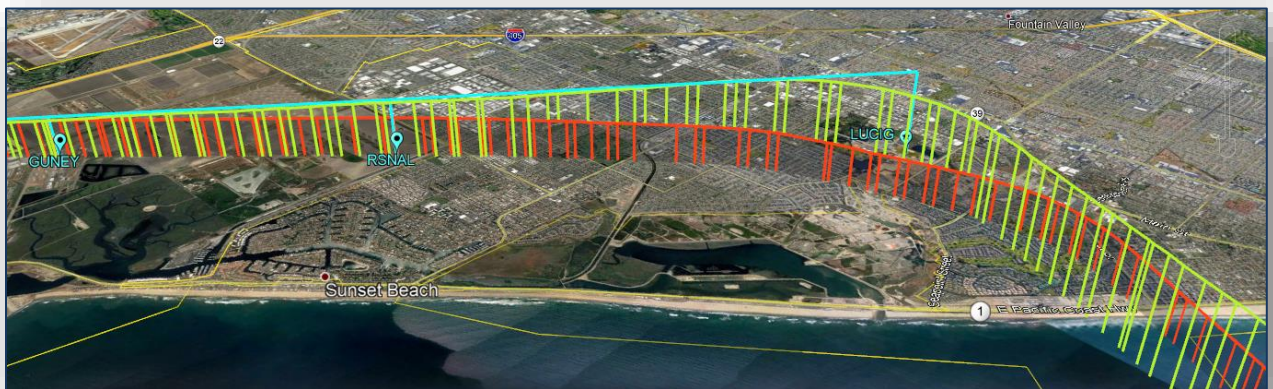 Fountain Valley
405
22
39
LUCIG
GUNEY
RSNAL
Sunset Beach
1
E Pacific Coast Hwy